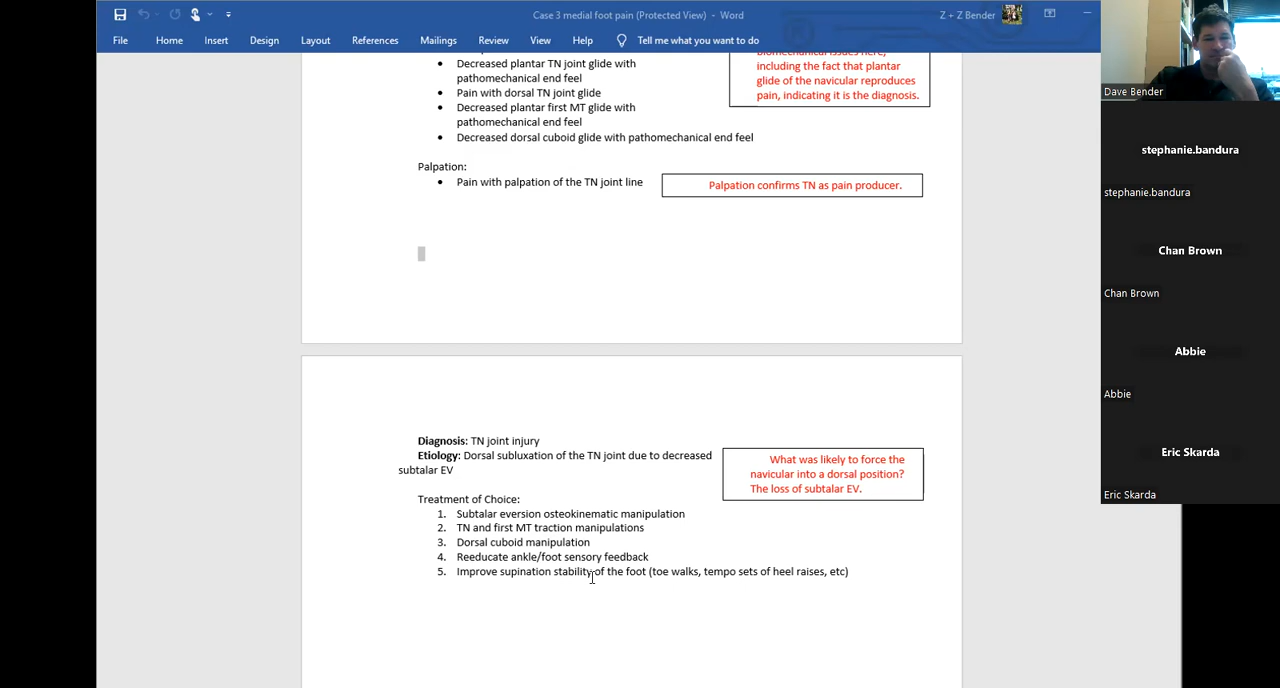 Case 3 medial foot pain (Protected View) - Word
Z + Z Bender
File Home Insert Design Layout References Mailings Review View Help Tell me what you want to do
biomechanical issues here,
including the fact that plantar
glide of the navicular reproduces
pain, indicating it is the diagnosis.
• Decreased plantar TN joint glide with
pathomechanical end feel
• Pain with dorsal TN joint glide
• Decreased plantar first MT glide with
pathomechanical end feel
• Decreased dorsal cuboid glide with pathomechanical end feel
Palpation:
• Pain with palpation of the TN joint line
Palpation confirms TN as pain producer.
Diagnosis: TN joint injury
Etiology: Dorsal subluxation of the TN joint due to decreased
subtalar EV
What was likely to force the
navicular into a dorsal position?
The loss of subtalar EV.
Treatment of Choice:
1. Subtalar eversion osteokinematic manipulation
2. TN and first MT traction manipulations
3. Dorsal cuboid manipulation
4. Reeducate ankle/foot sensory feedback
5. Improve supination stability of the foot (toe walks, tempo sets of heel raises, etc)
Dave Bender
stephanie.bandura
stephanie.bandura
Chan Brown
Chan Brown
Abbie
Abbie
Eric Skarda
Eric Skarda